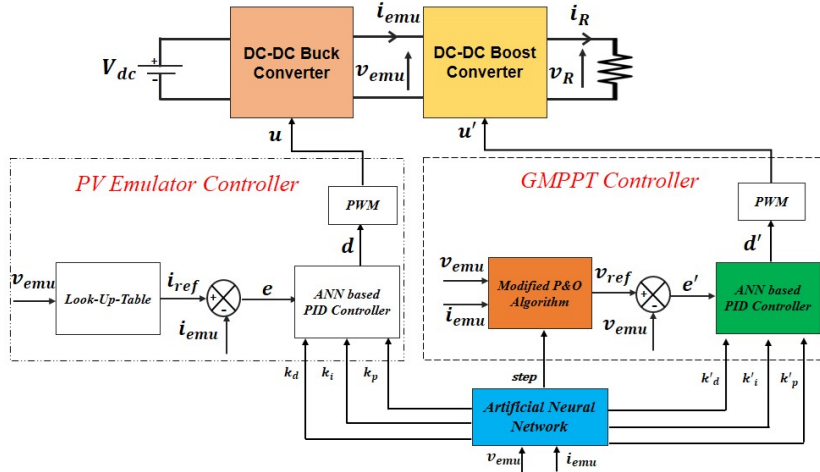 i_emu
i_R
V_dc
+
-
DC-DC Buck
Converter
v_emu
DC-DC Boost
Converter
v_R
u
u'
PV Emulator Controller
GMPPT Controller
PWM
PWM
d
d'
v_emu
Look-Up-Table
i_ref
+
-
e
i_emu
ANN based
PID Controller
v_emu
i_emu
Modified P&O
Algorithm
v_ref
+
-
e'
v_emu
ANN based
PID Controller
k_d
k_i
k_p
step
k'_d
k'_i
k'_p
Artificial Neural
Network
v_emu
i_emu